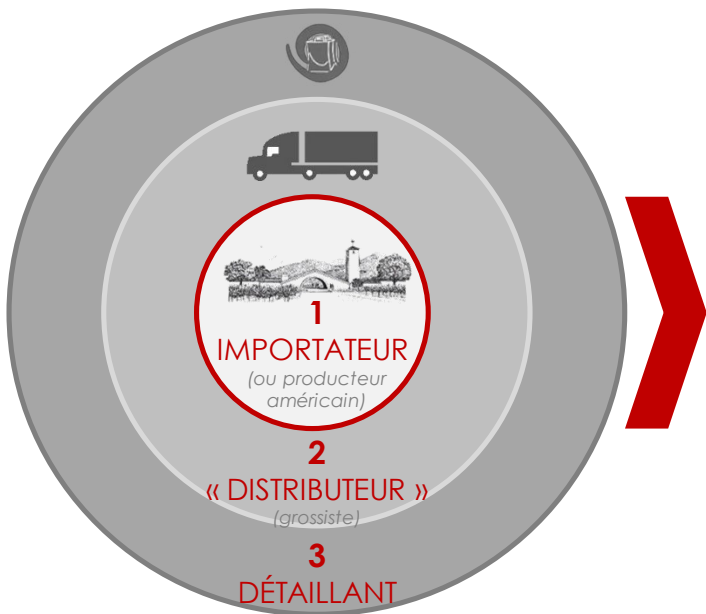 1
IMPORTATEUR
(ou producteur
américain)
2
« DISTRIBUTEUR »
(grossiste)
3
DÉTAILLANT